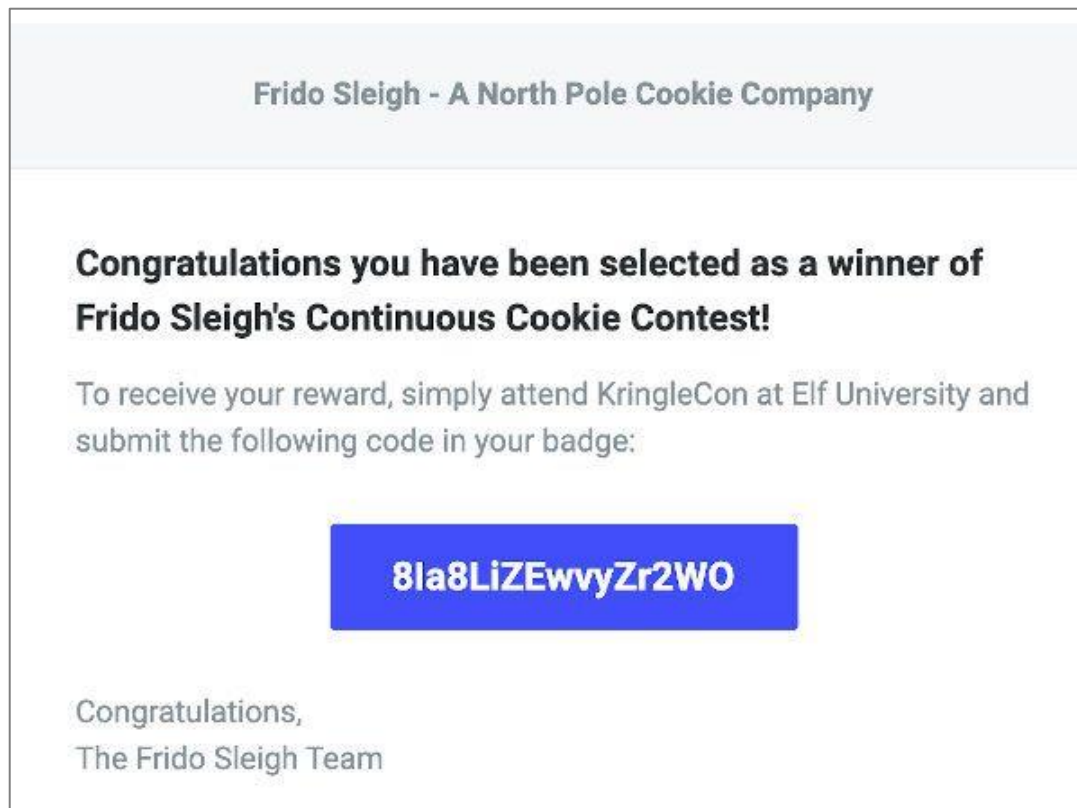 Frido Sleigh - A North Pole Cookie Company
Congratulations you have been selected as a winner of
Frido Sleigh's Continuous Cookie Contest!
To receive your reward, simply attend KringleCon at Elf University and
submit the following code in your badge:
8Ia8LiZEwvyZr2WO
Congratulations,
The Frido Sleigh Team